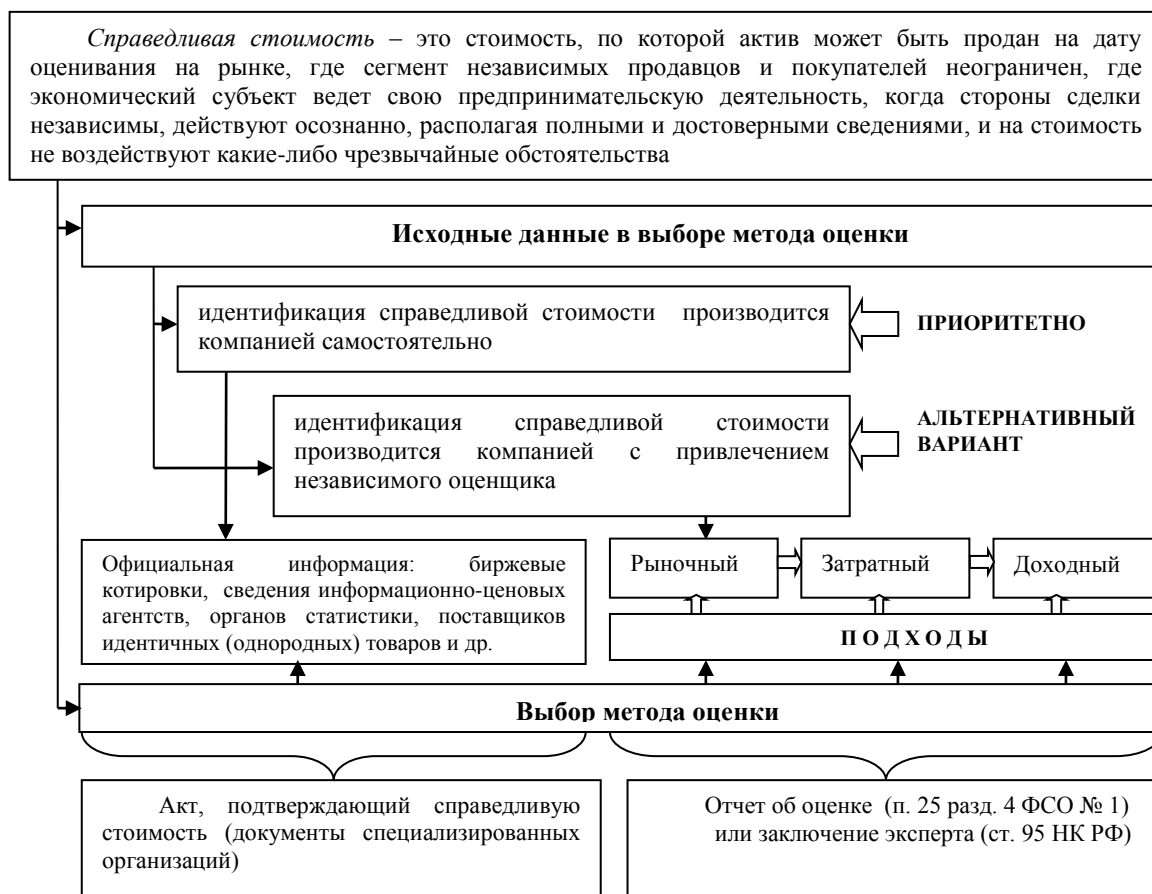 Справедливая стоимость – это стоимость, по которой актив может быть продан на дату
оценивания на рынке, где сегмент независимых продавцов и покупателей неограничен, где
экономический субъект ведет свою предпринимательскую деятельность, когда стороны сделки
независимы, действуют осознанно, располагая полными и достоверными сведениями, и на стоимость
не воздействуют какие-либо чрезвычайные обстоятельства
Исходные данные в выборе метода оценки
идентификация справедливой стоимости производится
компанией самостоятельно
ПРИОРИТЕТНО
идентификация справедливой стоимости
производится компанией с привлечением
независимого оценщика
АЛЬТЕРНАТИВНЫЙ
ВАРИАНТ
Официальная информация: биржевые
котировки, сведения информационно-ценовых
агентств, органов статистики, поставщиков
идентичных (однородных) товаров и др.
Рыночный
Затратный
Доходный
П О Д Х О Д Ы
Выбор метода оценки
Акт, подтверждающий справедливую
стоимость (документы специализированных
организаций)
Отчет об оценке (п. 25 разд. 4 ФСО № 1)
или заключение эксперта (ст. 95 НК РФ)